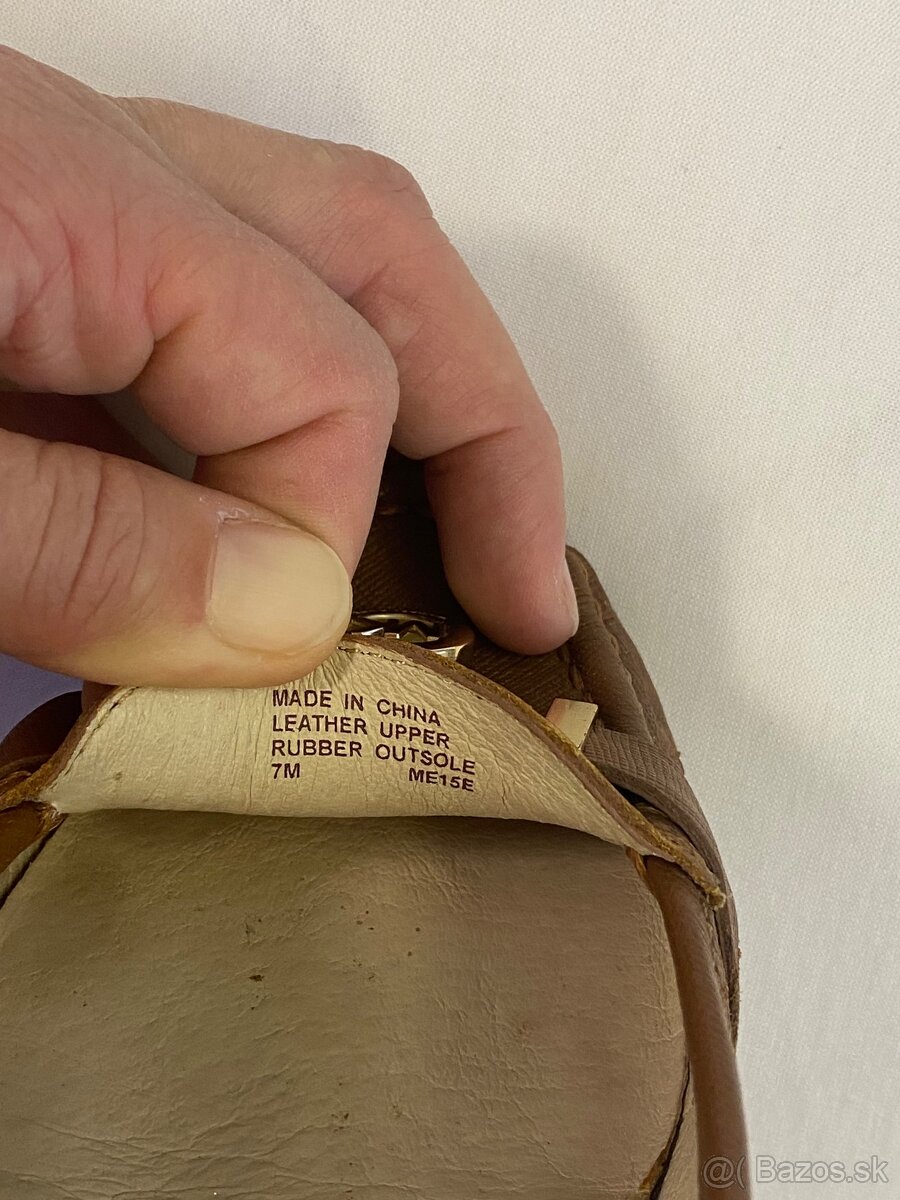 MADE IN CHINA
LEATHER UPPER
RUBBER OUTSOLE
7M ME15E
@( Bazos.sk